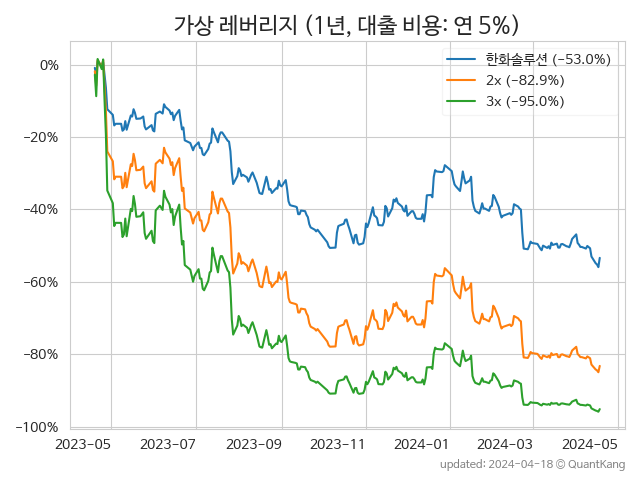 가상 레버리지 (1년, 대출 비용: 연 5%)
한화솔루션 (−53.0%)
2x (−82.9%)
3x (−95.0%)
0%
−20%
−40%
−60%
−80%
−100%
2023−05 2023−07 2023−09 2023−11 2024−01 2024−03 2024−05
updated: 2024-04-18 ⓒ QuantKang